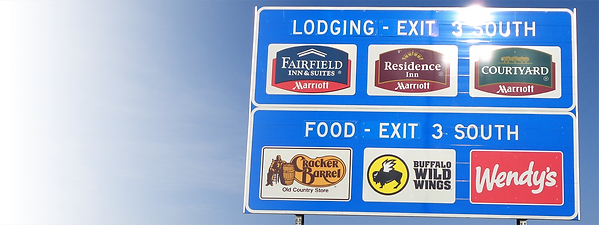 LODGING - EXIT 3 SOUTH
FAIRFIELD
INN & SUITES ®
Marriott
Residence
Inn
Marriott
COURTYARD
Marriott
FOOD - EXIT 3 SOUTH
Cracker
Barrel
Old Country Store
BUFFALO
WILD
WINGS
Wendy's